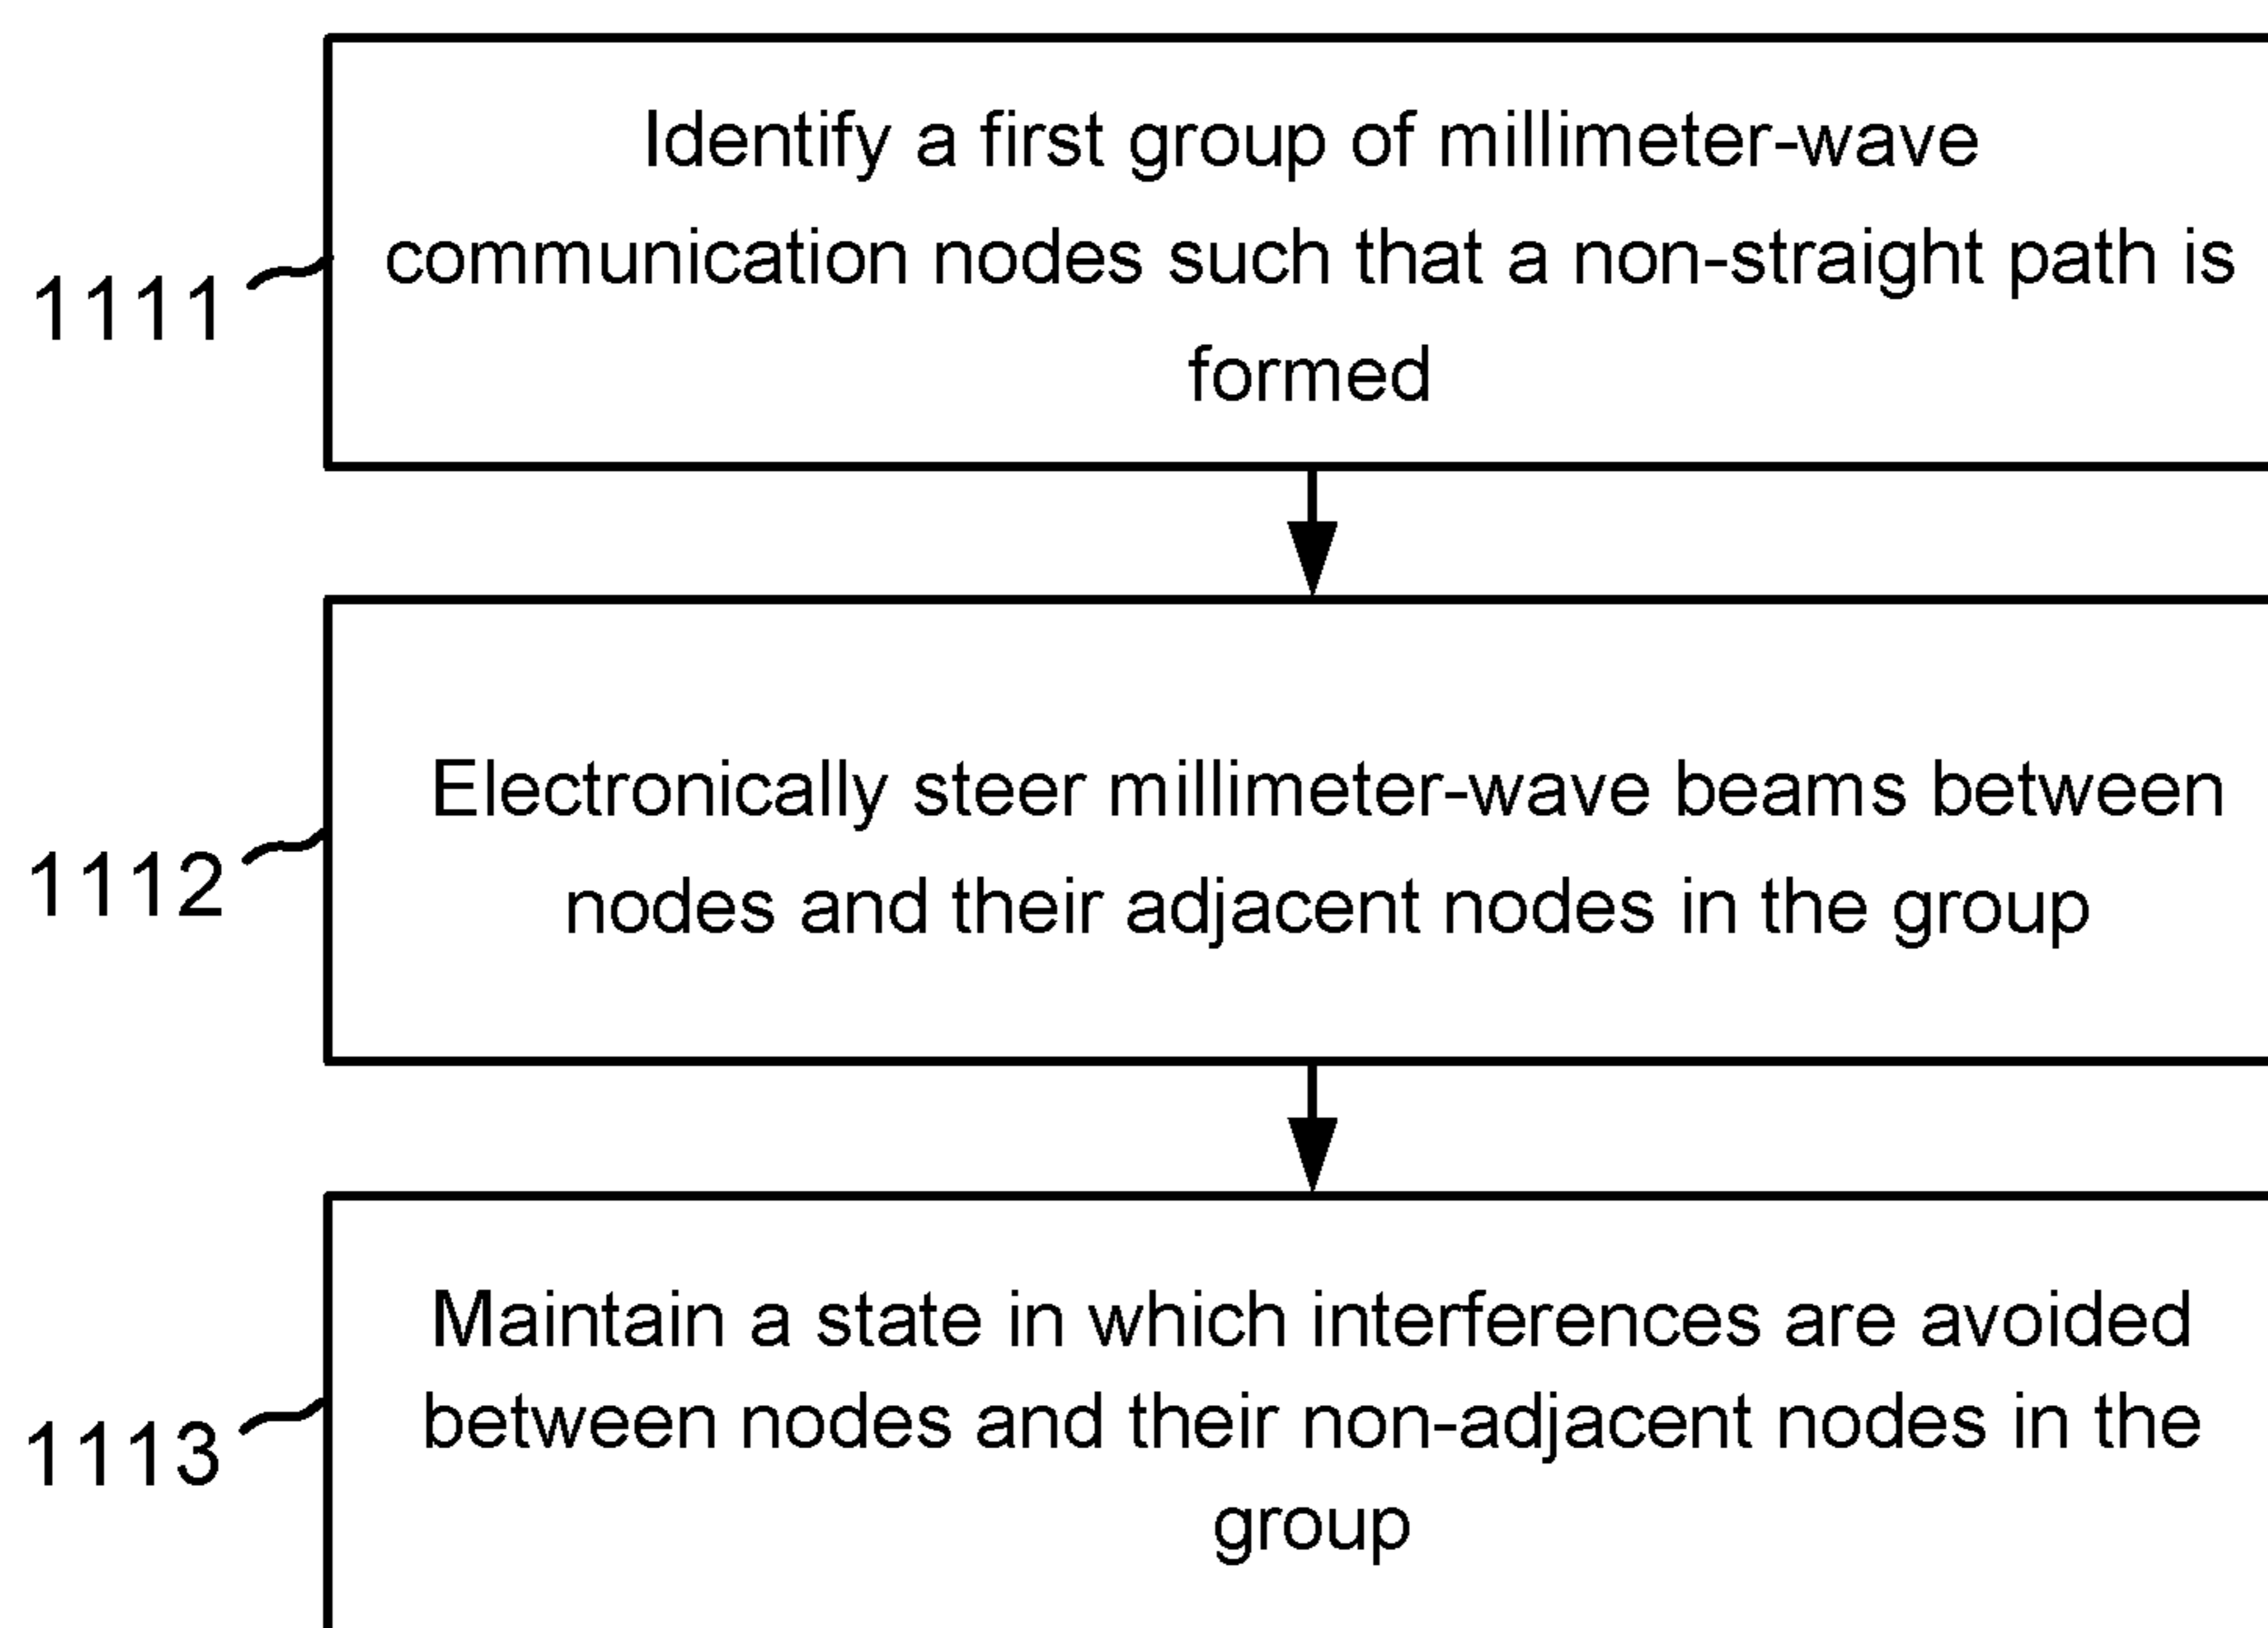 Identify a first group of millimeter-wave
communication nodes such that a non-straight path is
formed
1111
Electronically steer millimeter-wave beams between
nodes and their adjacent nodes in the group
1112
Maintain a state in which interferences are avoided
between nodes and their non-adjacent nodes in the
group
1113